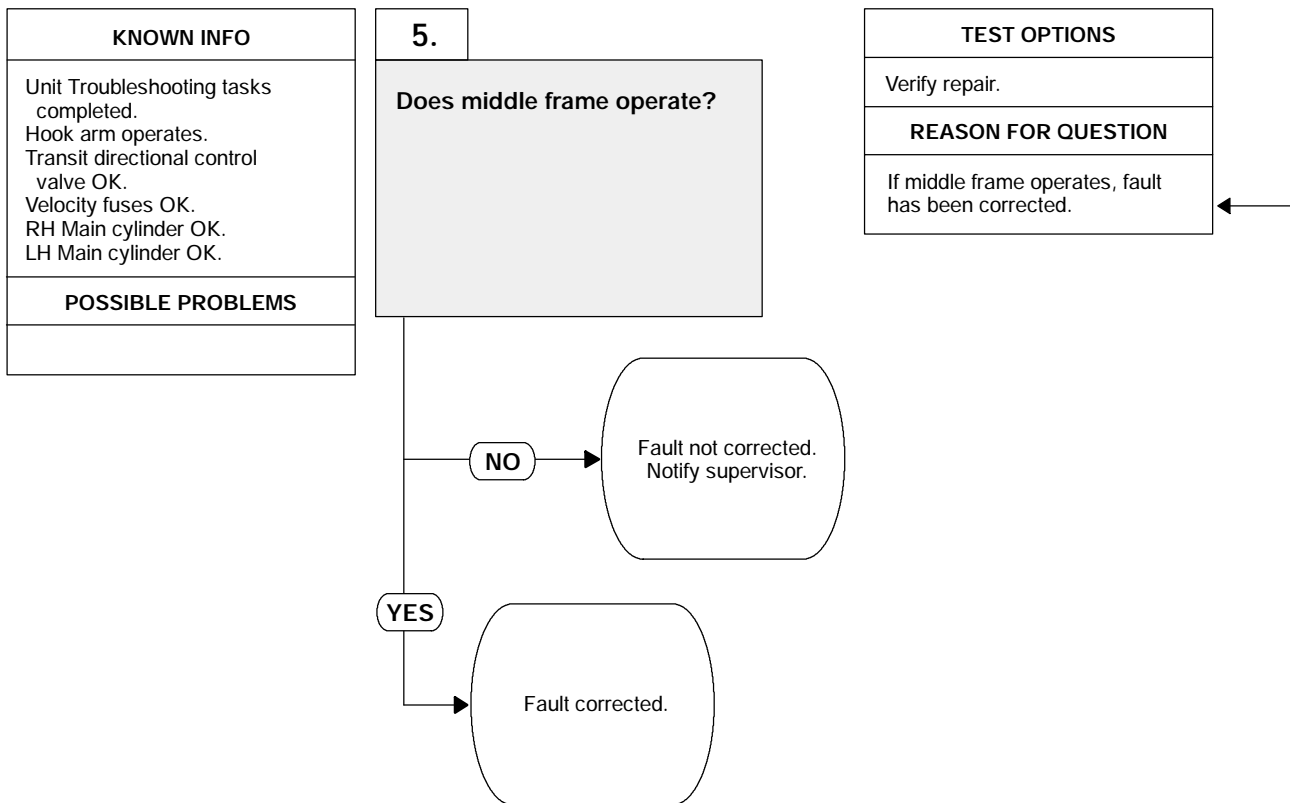 KNOWN INFO
Unit Troubleshooting tasks
completed.
Hook arm operates.
Transit directional control
valve OK.
Velocity fuses OK.
RH Main cylinder OK.
LH Main cylinder OK.
POSSIBLE PROBLEMS
5.
Does middle frame operate?
TEST OPTIONS
Verify repair.
REASON FOR QUESTION
If middle frame operates, fault
has been corrected.
NO
Fault not corrected.
Notify supervisor.
YES
Fault corrected.